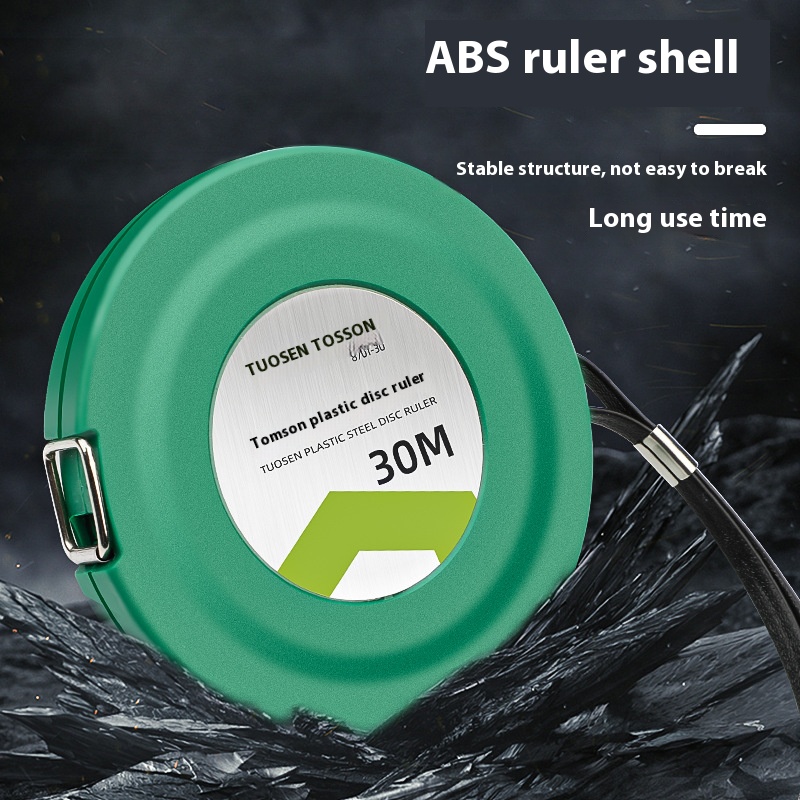 ABS ruler shell
Stable structure, not easy to break
Long use time
TUOSEN TOSSON
Tomson plastic disc ruler
TUOSEN PLASTIC STEEL DISC RULER
30M